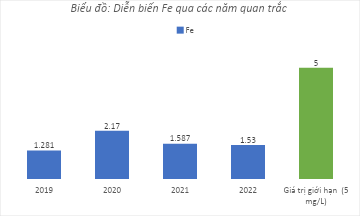 Biểu đồ: Diễn biến Fe qua các năm quan trắc
Fe
5
2.17
1.587
1.53
1.281
2019 2020 2021 2022 Giá trị giới hạn (5
mg/L)